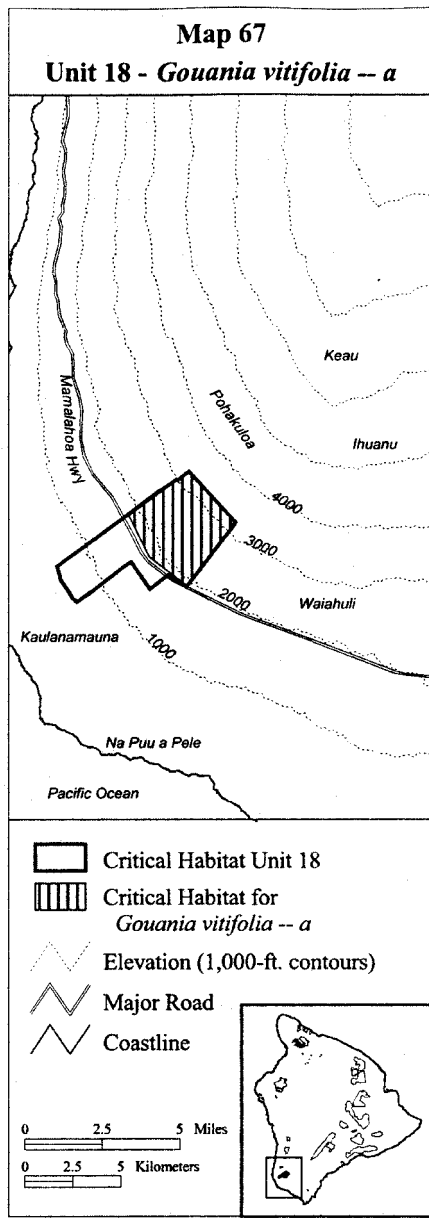 Map 67
Unit 18 - Gouania vitifolia -- a
Keau
Pohakuloa
Ihuanu
Mamalahoa Hwy
4000
3000
2000
Waiahuli
1000
Kaulanamauna
Na Puu a Pele
Pacific Ocean
Critical Habitat Unit 18
Critical Habitat for
Gouania vitifolia -- a
Elevation (1,000-ft. contours)
Major Road
Coastline
0 2.5 5 Miles
0 2.5 5 Kilometers